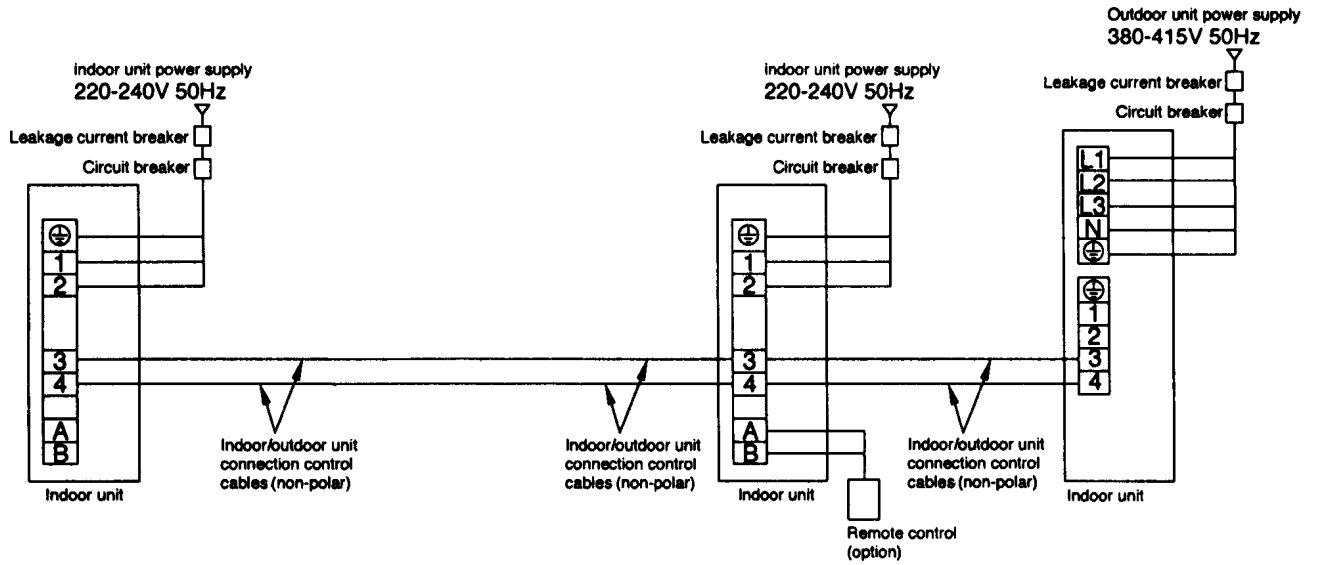 Outdoor unit power supply
380-415V 50Hz
Leakage current breaker
Circuit breaker
indoor unit power supply
220-240V 50Hz
Leakage current breaker
Circuit breaker
indoor unit power supply
220-240V 50Hz
Leakage current breaker
Circuit breaker
1
2
3
4
A
B
Indoor unit
Indoor/outdoor unit
connection control
cables (non-polar)
Indoor/outdoor unit
connection control
cables (non-polar)
1
2
3
4
A
B
Indoor unit
Remote control
(option)
Indoor/outdoor unit
connection control
cables (non-polar)
L1
L2
L3
N
1
2
3
4
Indoor unit